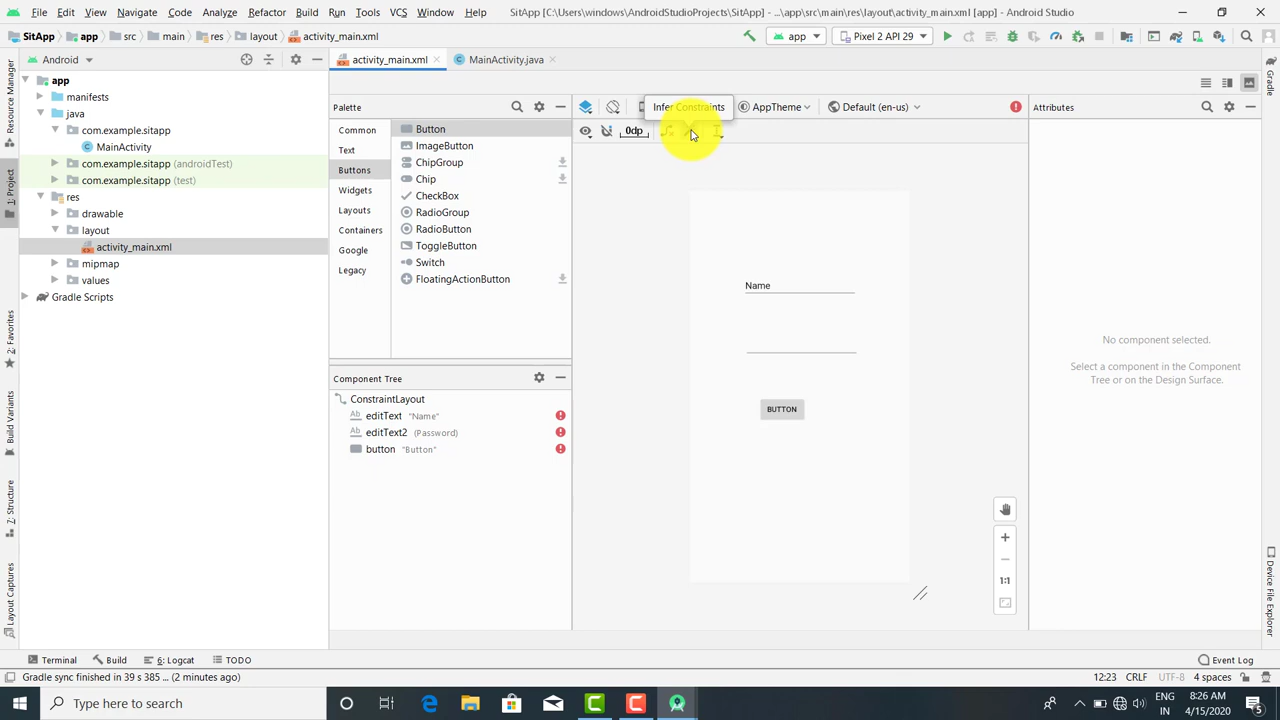 File Edit View Navigate Code Analyze Refactor Build Run Tools VCS Window Help SitApp [C:\Users\windows\AndroidStudioProjects\SitApp] - ...\app\src\main\res\layout\activity_main.xml [app] - Android Studio
SitApp app src main res layout activity_main.xml app Pixel 2 API 29
Android activity_main.xml MainActivity.java
Resource Manager
1: Project
2: Favorites
Build Variants
Z: Structure
Layout Captures
app
manifests
java
com.example.sitapp
MainActivity
com.example.sitapp (androidTest)
com.example.sitapp (test)
res
drawable
layout
activity_main.xml
mipmap
values
Gradle Scripts
Palette
Common
Text
Buttons
Widgets
Layouts
Containers
Google
Legacy
Button
ImageButton
ChipGroup
Chip
CheckBox
RadioGroup
RadioButton
ToggleButton
Switch
FloatingActionButton
Component Tree
ConstraintLayout
Ab editText "Name"
Ab editText2 (Password)
button "Button"
Infer Constraints AppTheme Default (en-us)
0dp
Name
BUTTON
1:1
Attributes
No component selected.
Select a component in the Component
Tree or on the Design Surface.
Gradle
Device File Explorer
Terminal Build 6: Logcat TODO Event Log
Gradle sync finished in 39 s 385 ... (2 minutes ago) 12:23 CRLF UTF-8 4 spaces
Type here to search ENG 8:26 AM
IN 4/15/2020 5